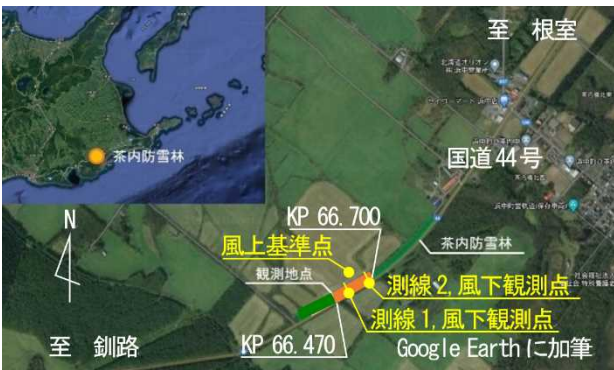 至 根室
国道44号
茶内防雪林
N
KP 66.700
風上基準点
観測地点
茶内防雪林
測線2,風下観測点
測線1,風下観測点
至 釧路
KP 66.470
Google Earthに加筆